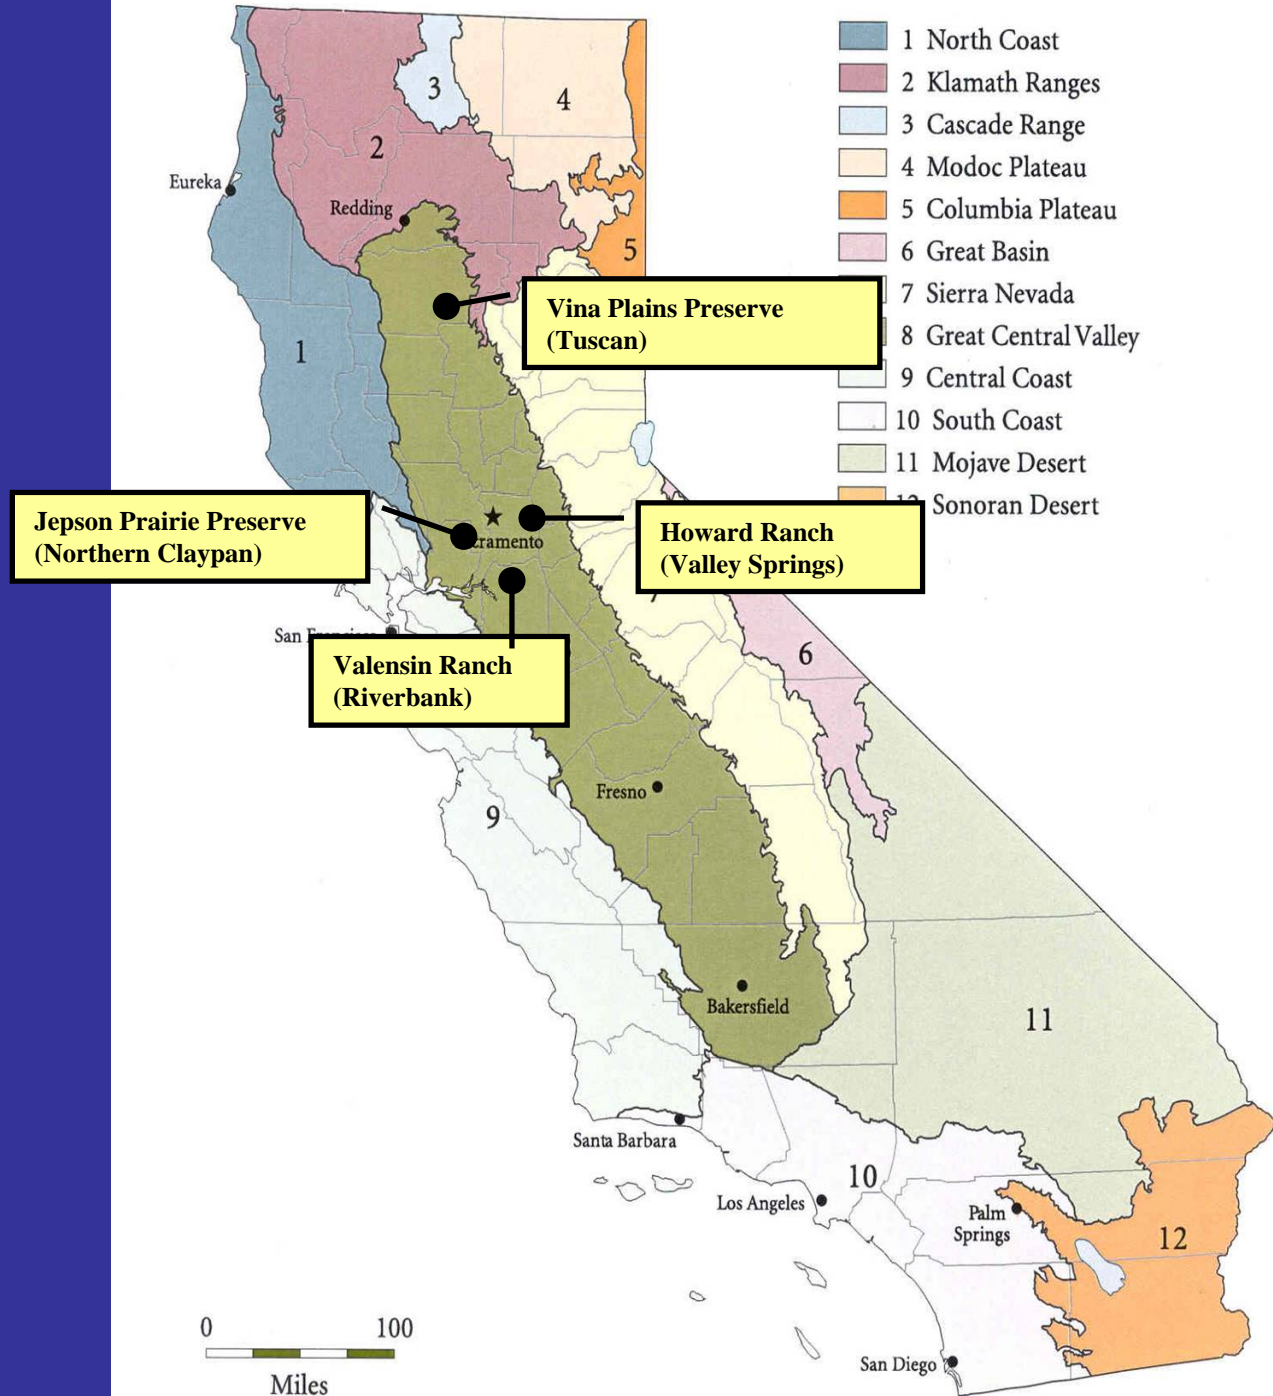 1 North Coast
2 Klamath Ranges
3 Cascade Range
4 Modoc Plateau
5 Columbia Plateau
6 Great Basin
7 Sierra Nevada
8 Great Central Valley
9 Central Coast
10 South Coast
11 Mojave Desert
Sonoran Desert
3
4
2
Eureka
Redding
5
Vina Plains Preserve
(Tuscan)
1
Jepson Prairie Preserve
(Northern Claypan)
cramento
Howard Ranch
(Valley Springs)
San
Valensin Ranch
(Riverbank)
6
Fresno
9
Bakersfield
11
Santa Barbara
Los Angeles
10
Palm
Springs
12
San Diego
0 100
Miles